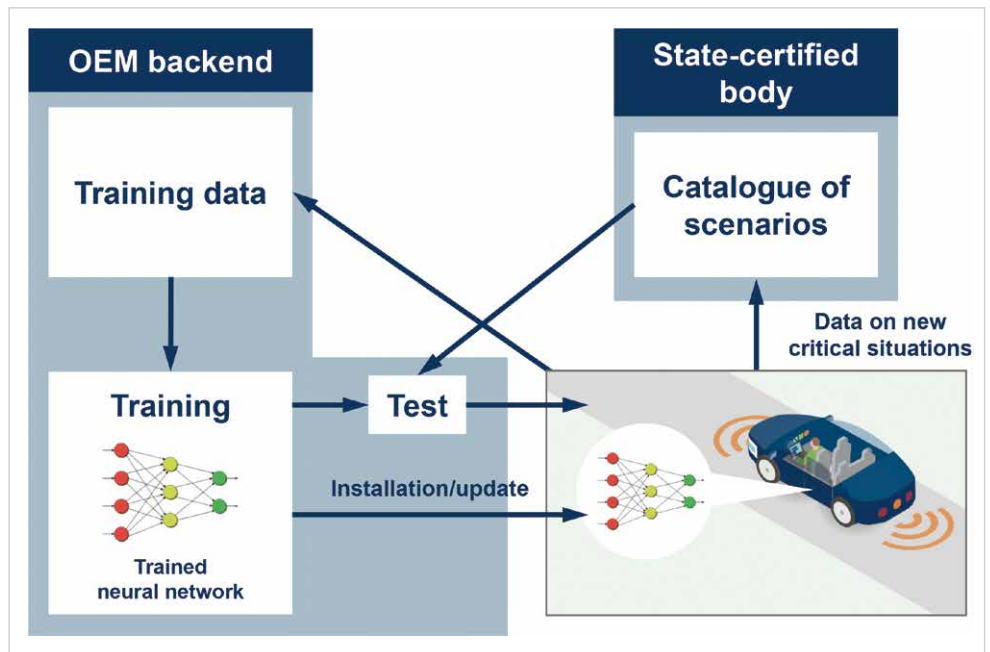 OEM backend
State-certified
body
Training data
Catalogue of
scenarios
Data on new
critical situations
Training
Test
Installation/update
Trained
neural network